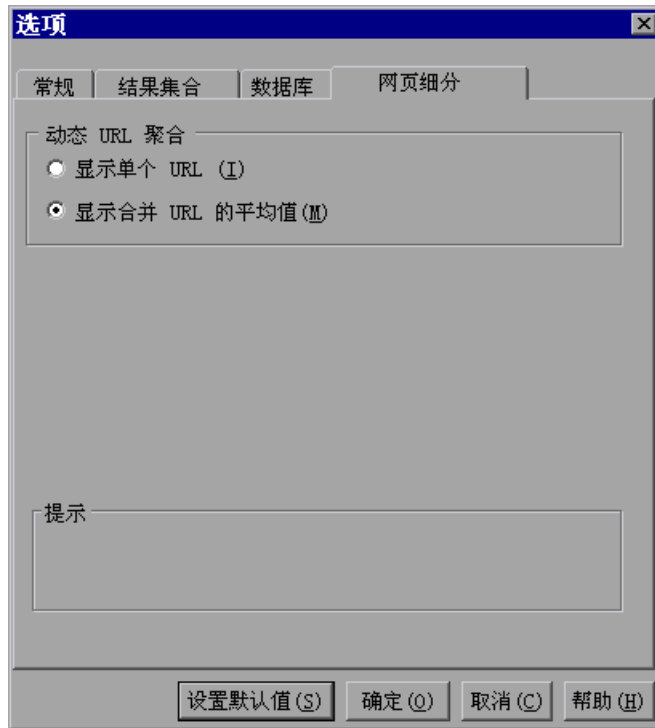 选项
常规 结果集合 数据库 网页细分
动态 URL 聚合
显示单个 URL (I)
显示合并 URL 的平均值(M)
提示
设置默认值(S) 确定(O) 取消(C) 帮助(H)